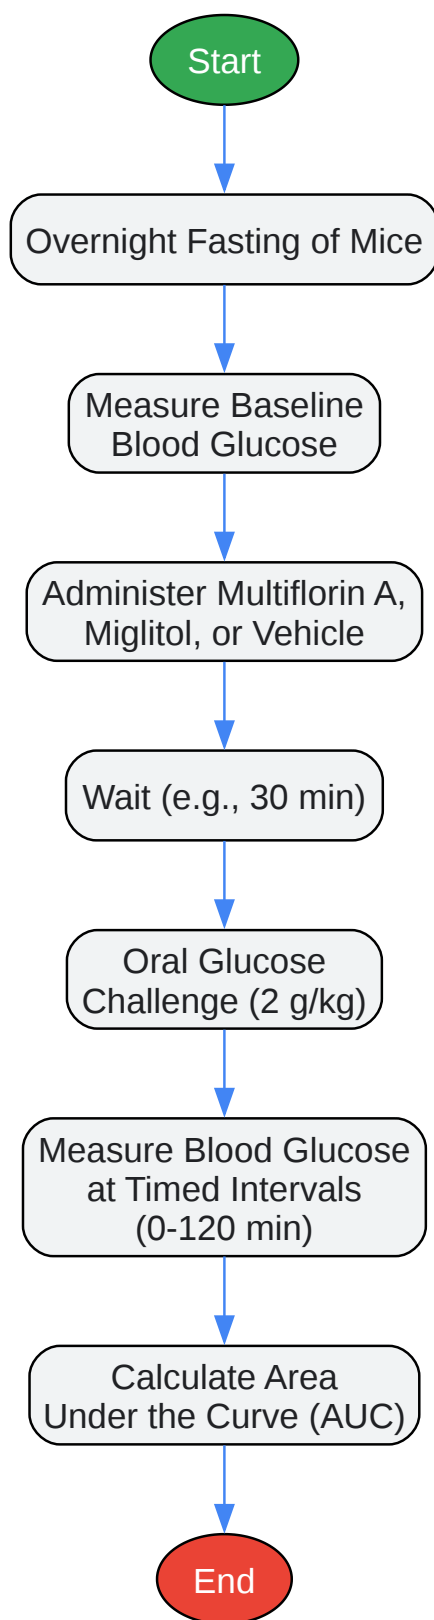 Start
Overnight Fasting of Mice
Measure Baseline
Blood Glucose
Administer Multiflorin A,
Miglitol, or Vehicle
Wait (e.g., 30 min)
Oral Glucose
Challenge (2 g/kg)
Measure Blood Glucose
at Timed Intervals
(0-120 min)
Calculate Area
Under the Curve (AUC)
End